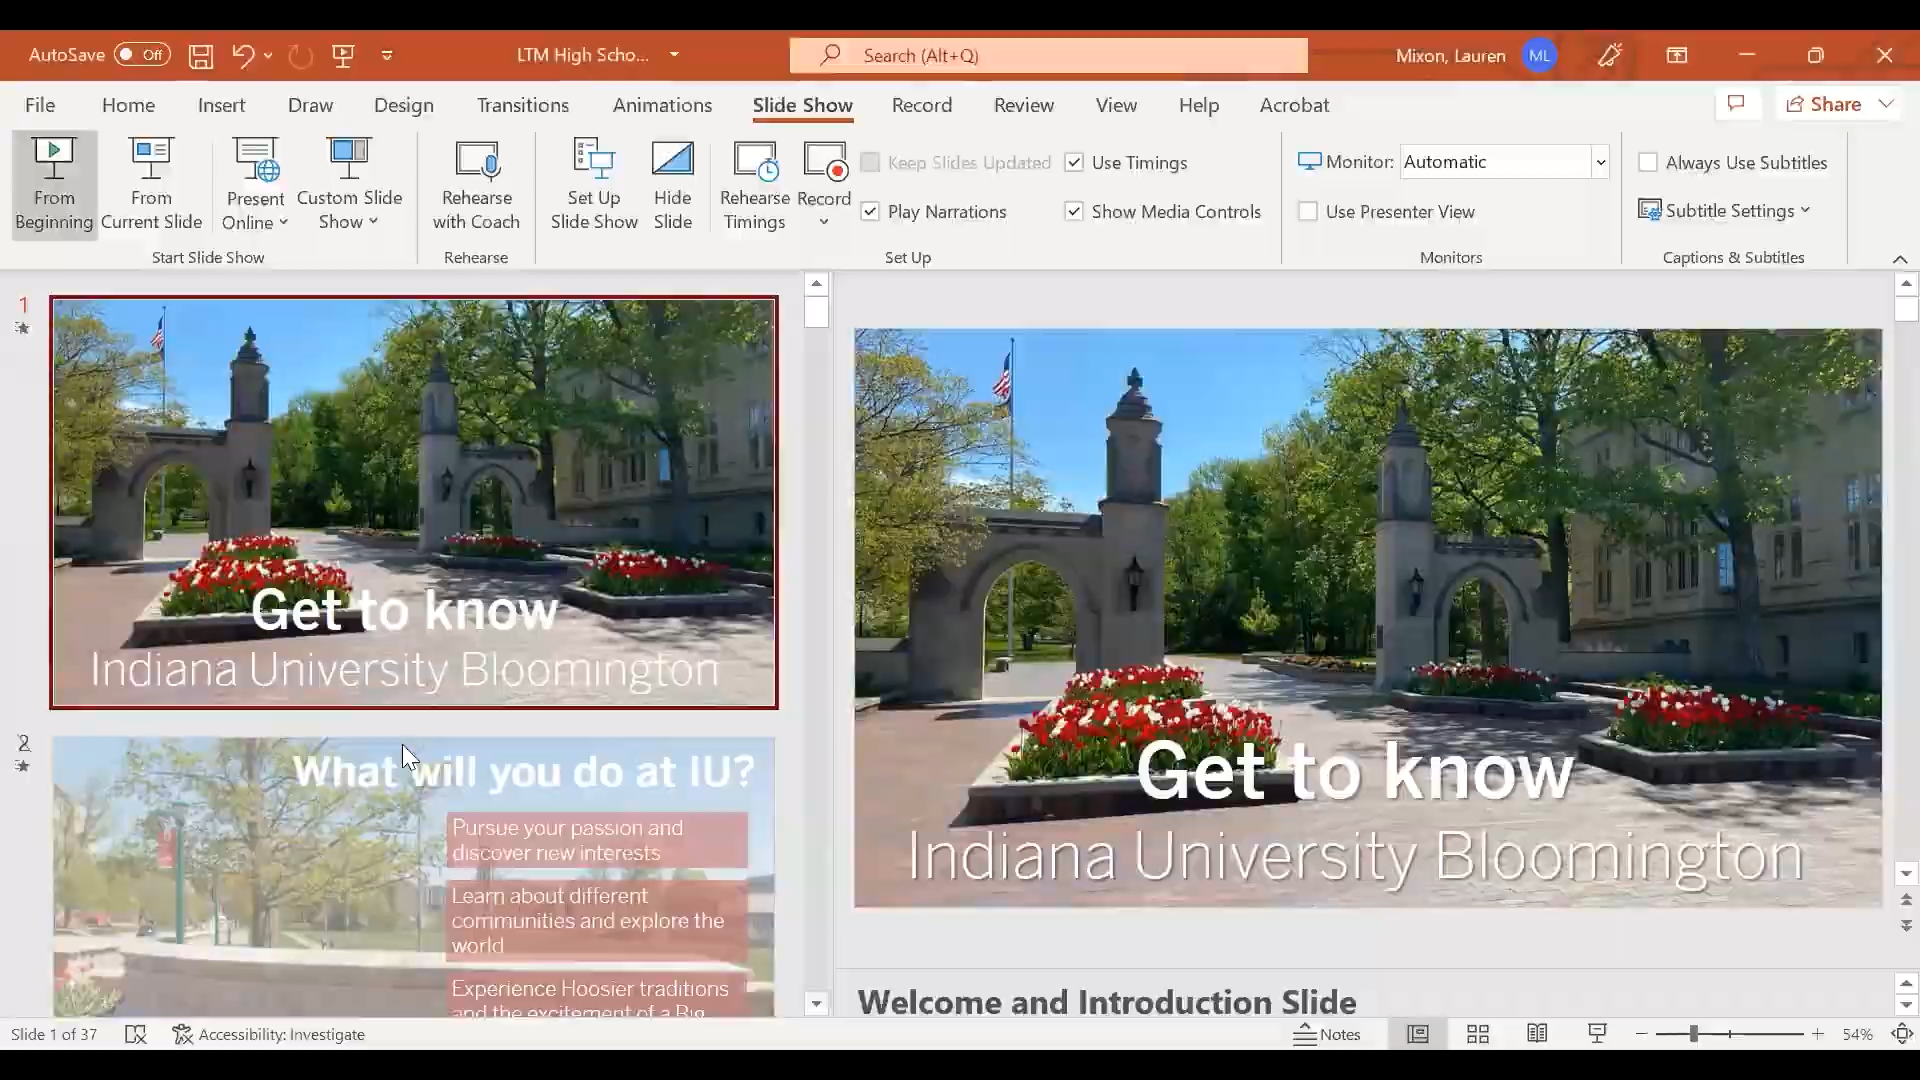 AutoSave Off LTM High Scho... Search (Alt+Q) Mixon, Lauren ML
File Home Insert Draw Design Transitions Animations Slide Show Record Review View Help Acrobat Share
From Beginning
From Current Slide
Present Online
Custom Slide Show
Start Slide Show
Rehearse with Coach
Rehearse
Set Up Slide Show
Hide Slide
Rehearse Timings
Record
Keep Slides Updated
Play Narrations
Use Timings
Show Media Controls
Set Up
Monitor: Automatic
Use Presenter View
Monitors
Always Use Subtitles
Subtitle Settings
Captions & Subtitles
1
Get to know
Indiana University Bloomington
2
What will you do at IU?
Pursue your passion and
discover new interests
Learn about different
communities and explore the
world
Experience Hoosier traditions
and the excitement of a Big
Get to know
Indiana University Bloomington
Welcome and Introduction Slide
Slide 1 of 37 Accessibility: Investigate Notes 54%